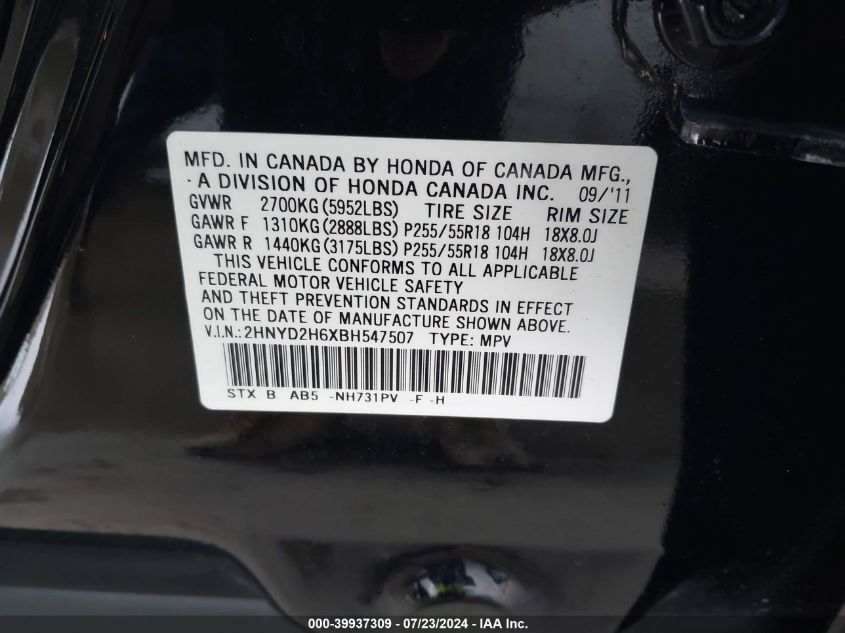 MFD. IN CANADA BY HONDA OF CANADA MFG.,
. A DIVISION OF HONDA CANADA INC. 09/'11
GVWR 2700KG(5952LBS) TIRE SIZE RIM SIZE
GAWR F 1310KG(2888LBS) P255/55R18 104H 18X8.0J
GAWR R 1440KG(3175LBS) P255/55R18 104H 18X8.0J
THIS VEHICLE CONFORMS TO ALL APPLICABLE
FEDERAL MOTOR VEHICLE SAFETY
AND THEFT PREVENTION STANDARDS IN EFFECT
ON THE DATE OF MANUFACTURE SHOWN ABOVE.
V.I.N.:2HNYD2H6XBH547507 TYPE: MPV
STX B AB5 -NH731PV -F -H
000-39937309 - 07/23/2024 - IAA Inc.